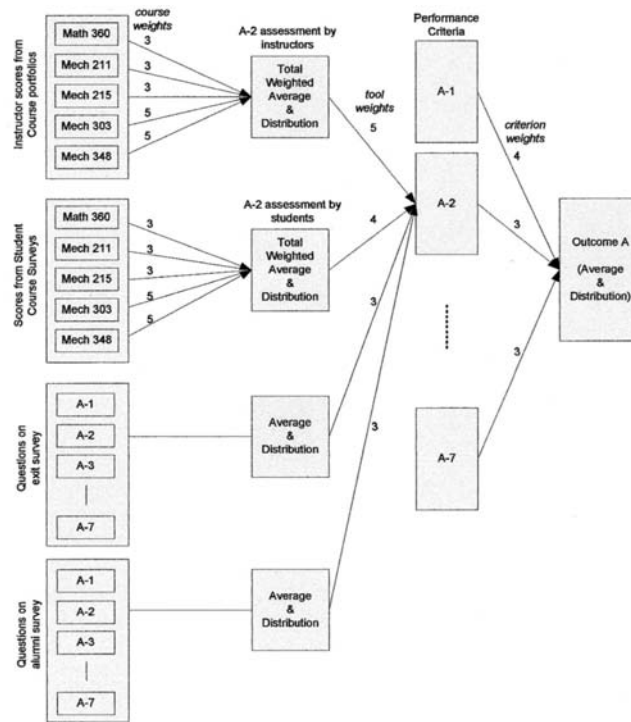 course
weights
Instructor scores from
Course portfolios
Math 360
Mech 211
Mech 215
Mech 303
Mech 348
3
3
3
5
5
A-2 assessment by
instructors
Total
Weighted
Average
&
Distribution
tool
weights
5
Scores from Student
Course Surveys
Math 360
Mech 211
Mech 215
Mech 303
Mech 348
3
3
3
5
5
A-2 assessment by
students
Total
Weighted
Average
&
Distribution
4
Questions on
exit survey
A-1
A-2
A-3
A-7
Average
&
Distribution
3
Questions on
alumni survey
A-1
A-2
A-3
A-7
Average
&
Distribution
3
Performance
Criteria
A-1
A-2
A-7
criterion
weights
4
3
3
Outcome A
(Average
&
Distribution)